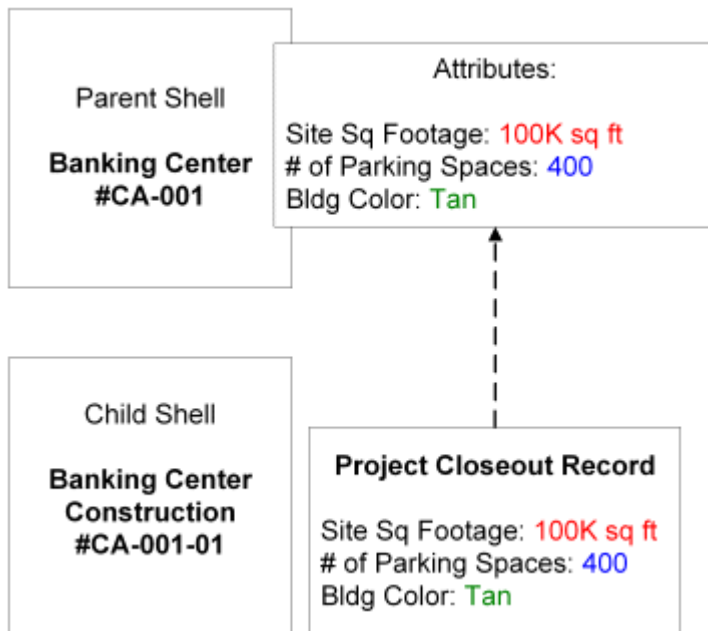 Parent Shell
Banking Center
#CA-001
Attributes:
Site Sq Footage: 100K sq ft
# of Parking Spaces: 400
Bldg Color: Tan
Child Shell
Banking Center
Construction
#CA-001-01
Project Closeout Record
Site Sq Footage: 100K sq ft
# of Parking Spaces: 400
Bldg Color: Tan